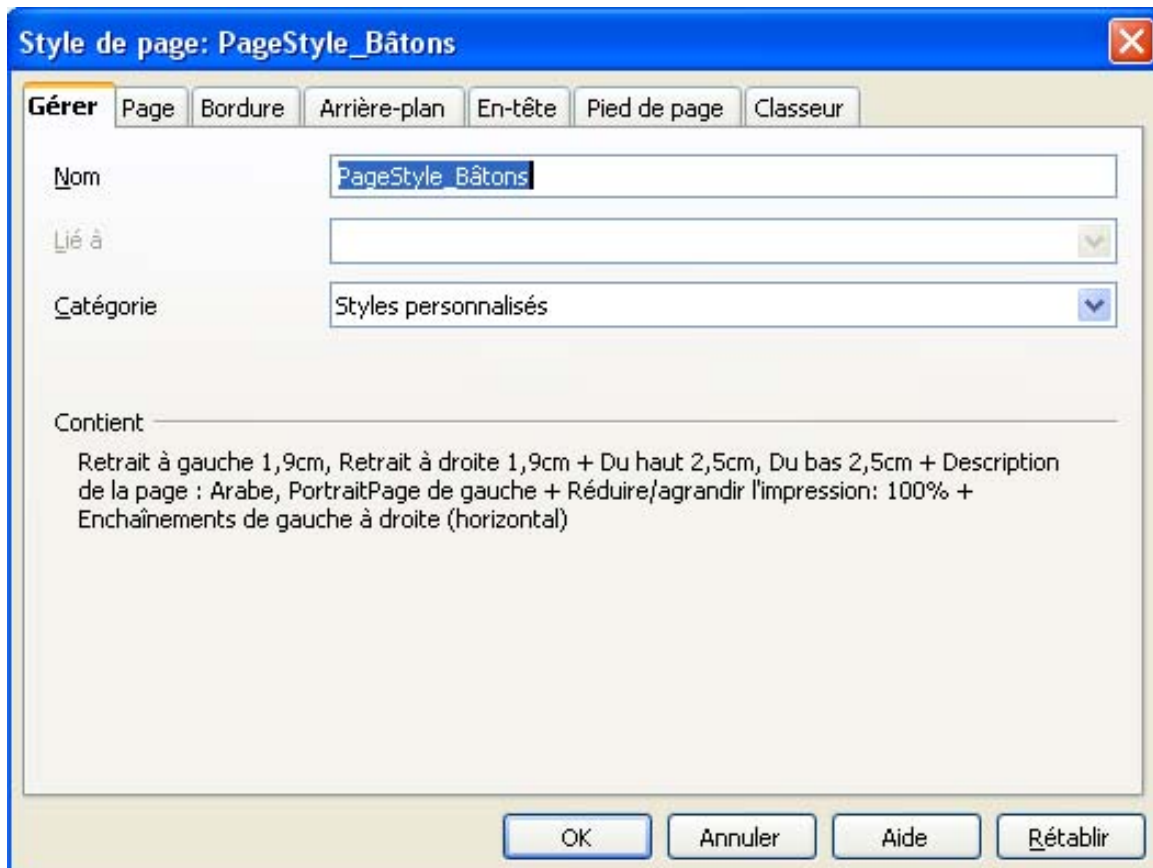 Style de page: PageStyle_Bâtons
Gérer Page Bordure Arrière-plan En-tête Pied de page Classeur
Nom PageStyle_Bâtons
Lié à
Catégorie Styles personnalisés
Contient
Retrait à gauche 1,9cm, Retrait à droite 1,9cm + Du haut 2,5cm, Du bas 2,5cm + Description
de la page : Arabe, PortraitPage de gauche + Réduire/agrandir l'impression: 100% +
Enchaînements de gauche à droite (horizontal)
OK Annuler Aide Rétablir